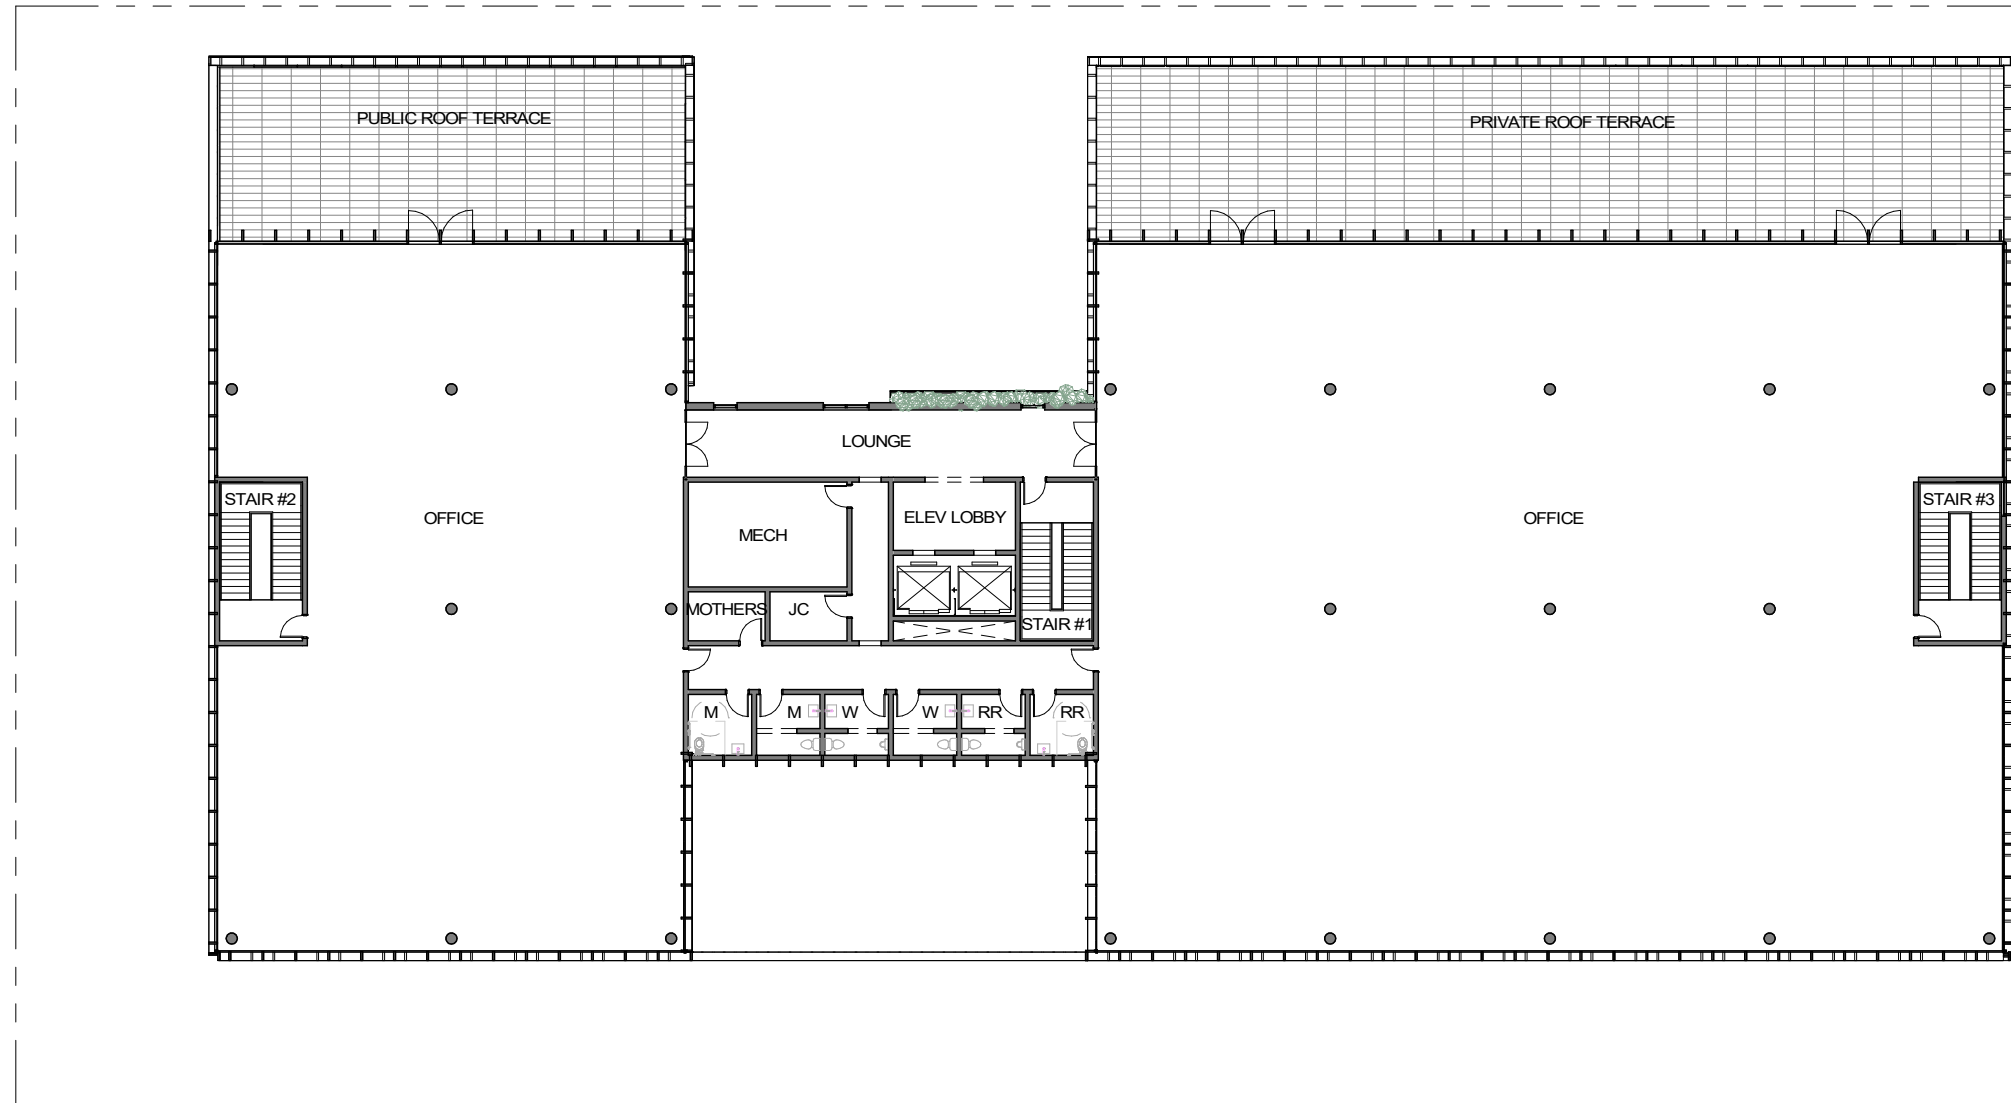 PUBLIC ROOF TERRACE
PRIVATE ROOF TERRACE
LOUNGE
STAIR #2
OFFICE
MECH
ELEV LOBBY
OFFICE
STAIR #3
MOTHERS
JC
STAIR #1
M
M
W
W
RR
RR